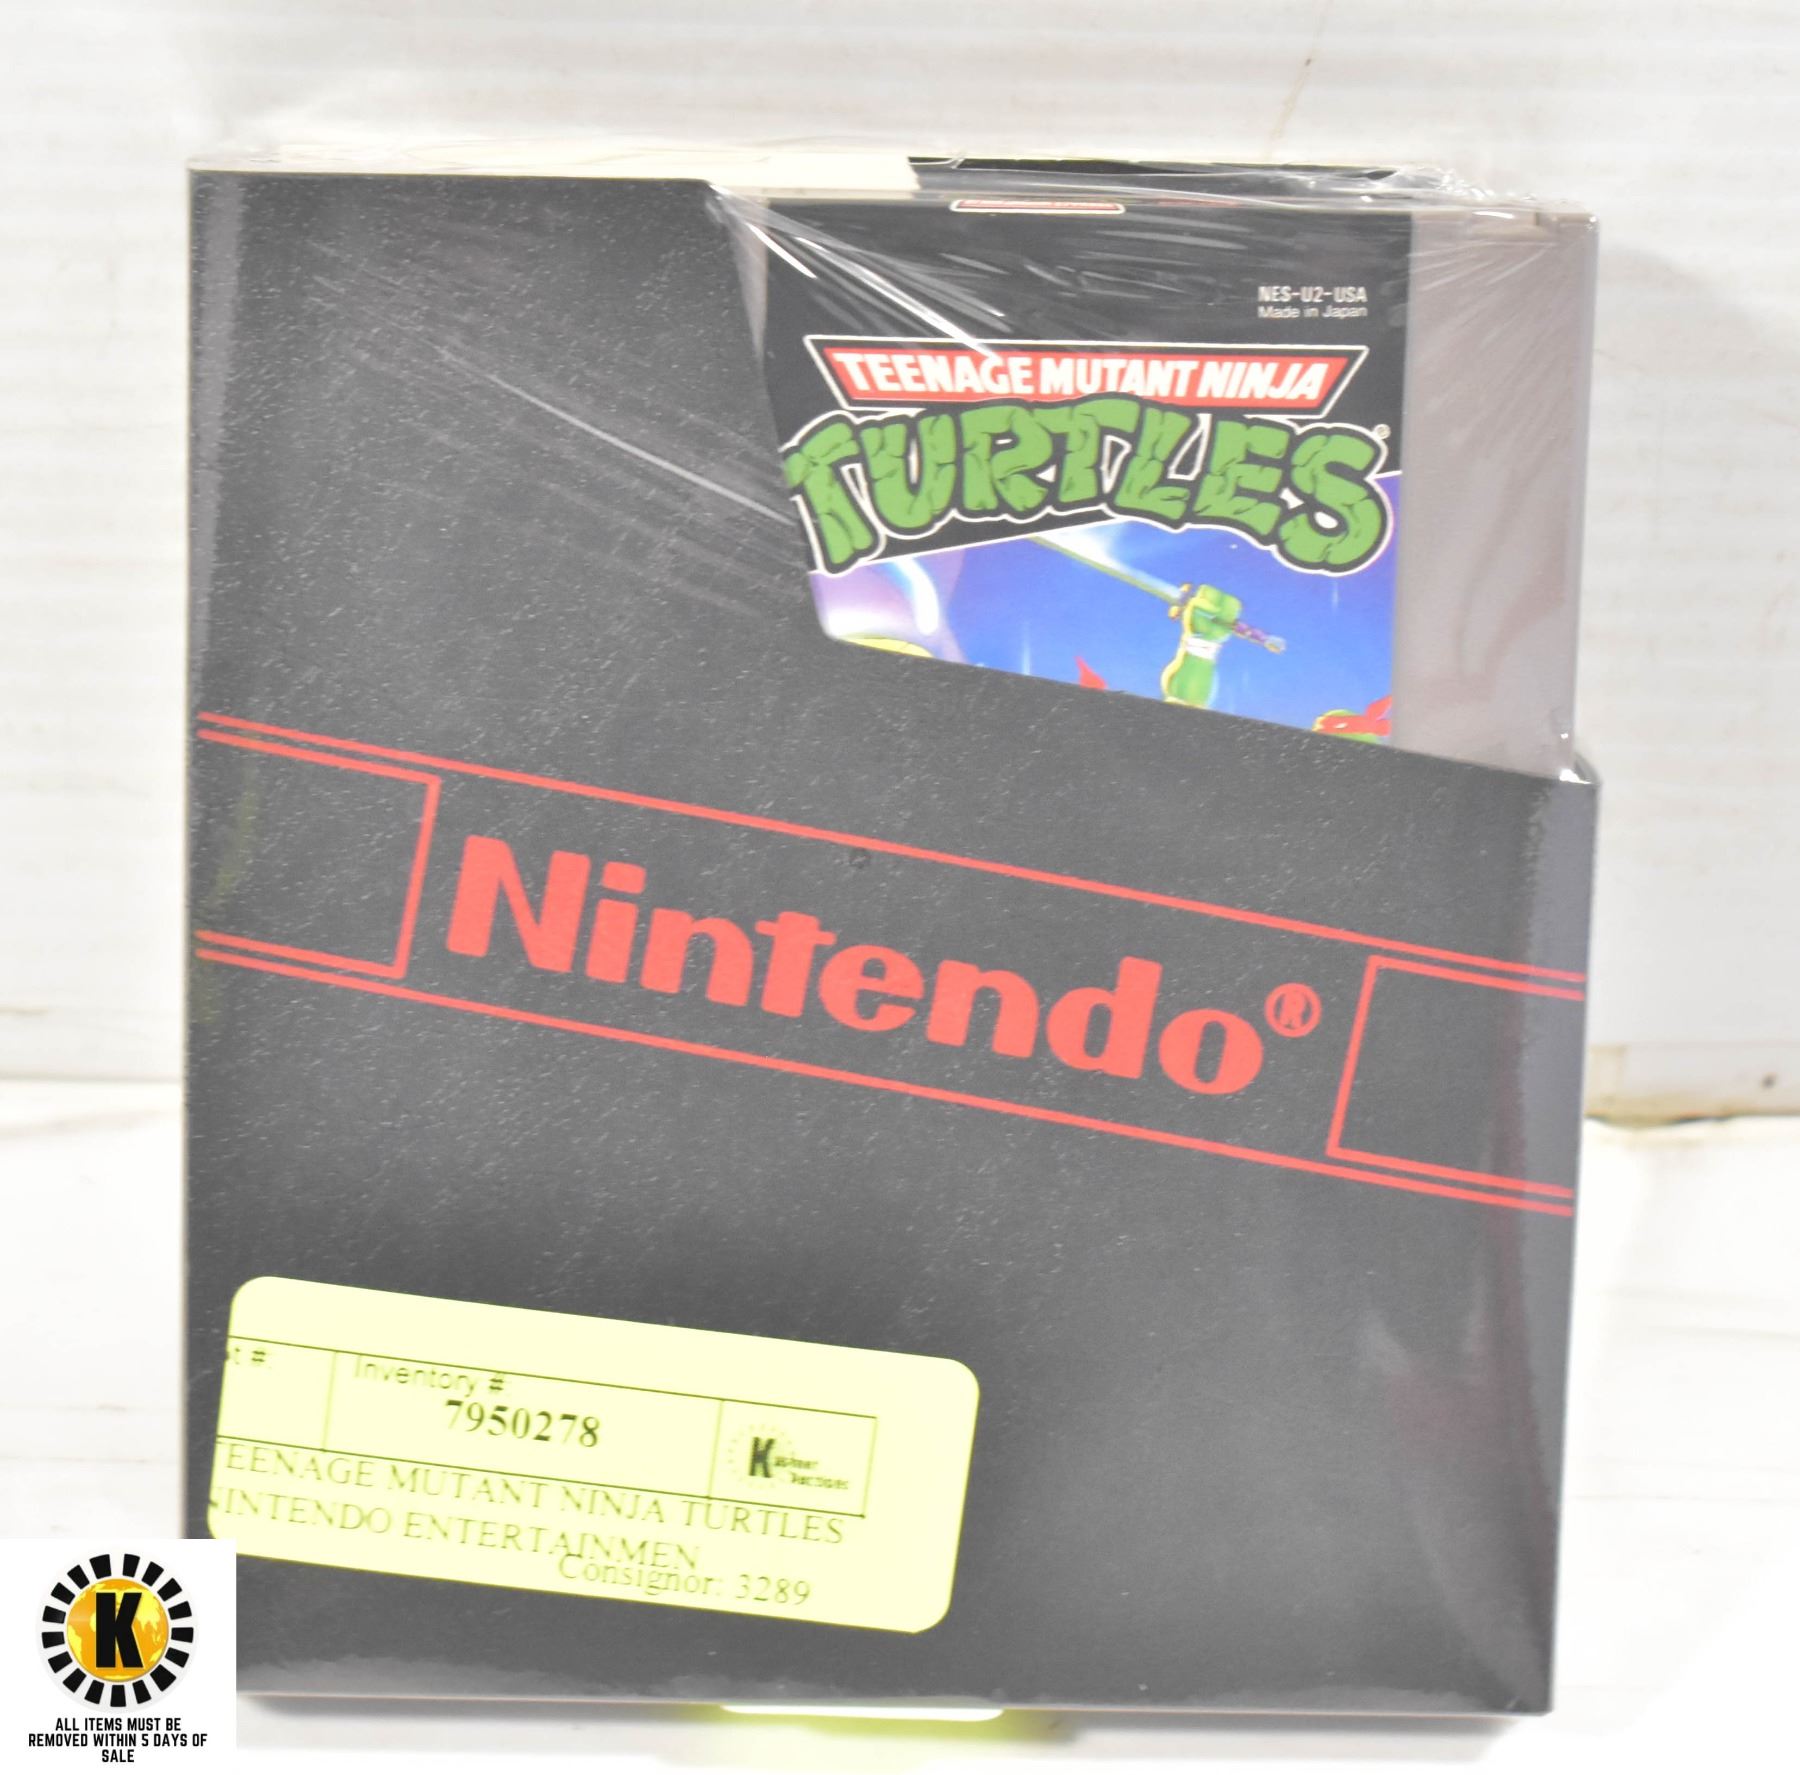 NES-U2-USA
Made in Japan
TEENAGE MUTANT NINJA
TURTLES®
Nintendo®
t #:
Inventory #:
7950278
K
EENAGE MUTANT NINJA TURTLES
INTENDO ENTERTAINMEN
Consignor: 3289
K
ALL ITEMS MUST BE
REMOVED WITHIN 5 DAYS OF
SALE